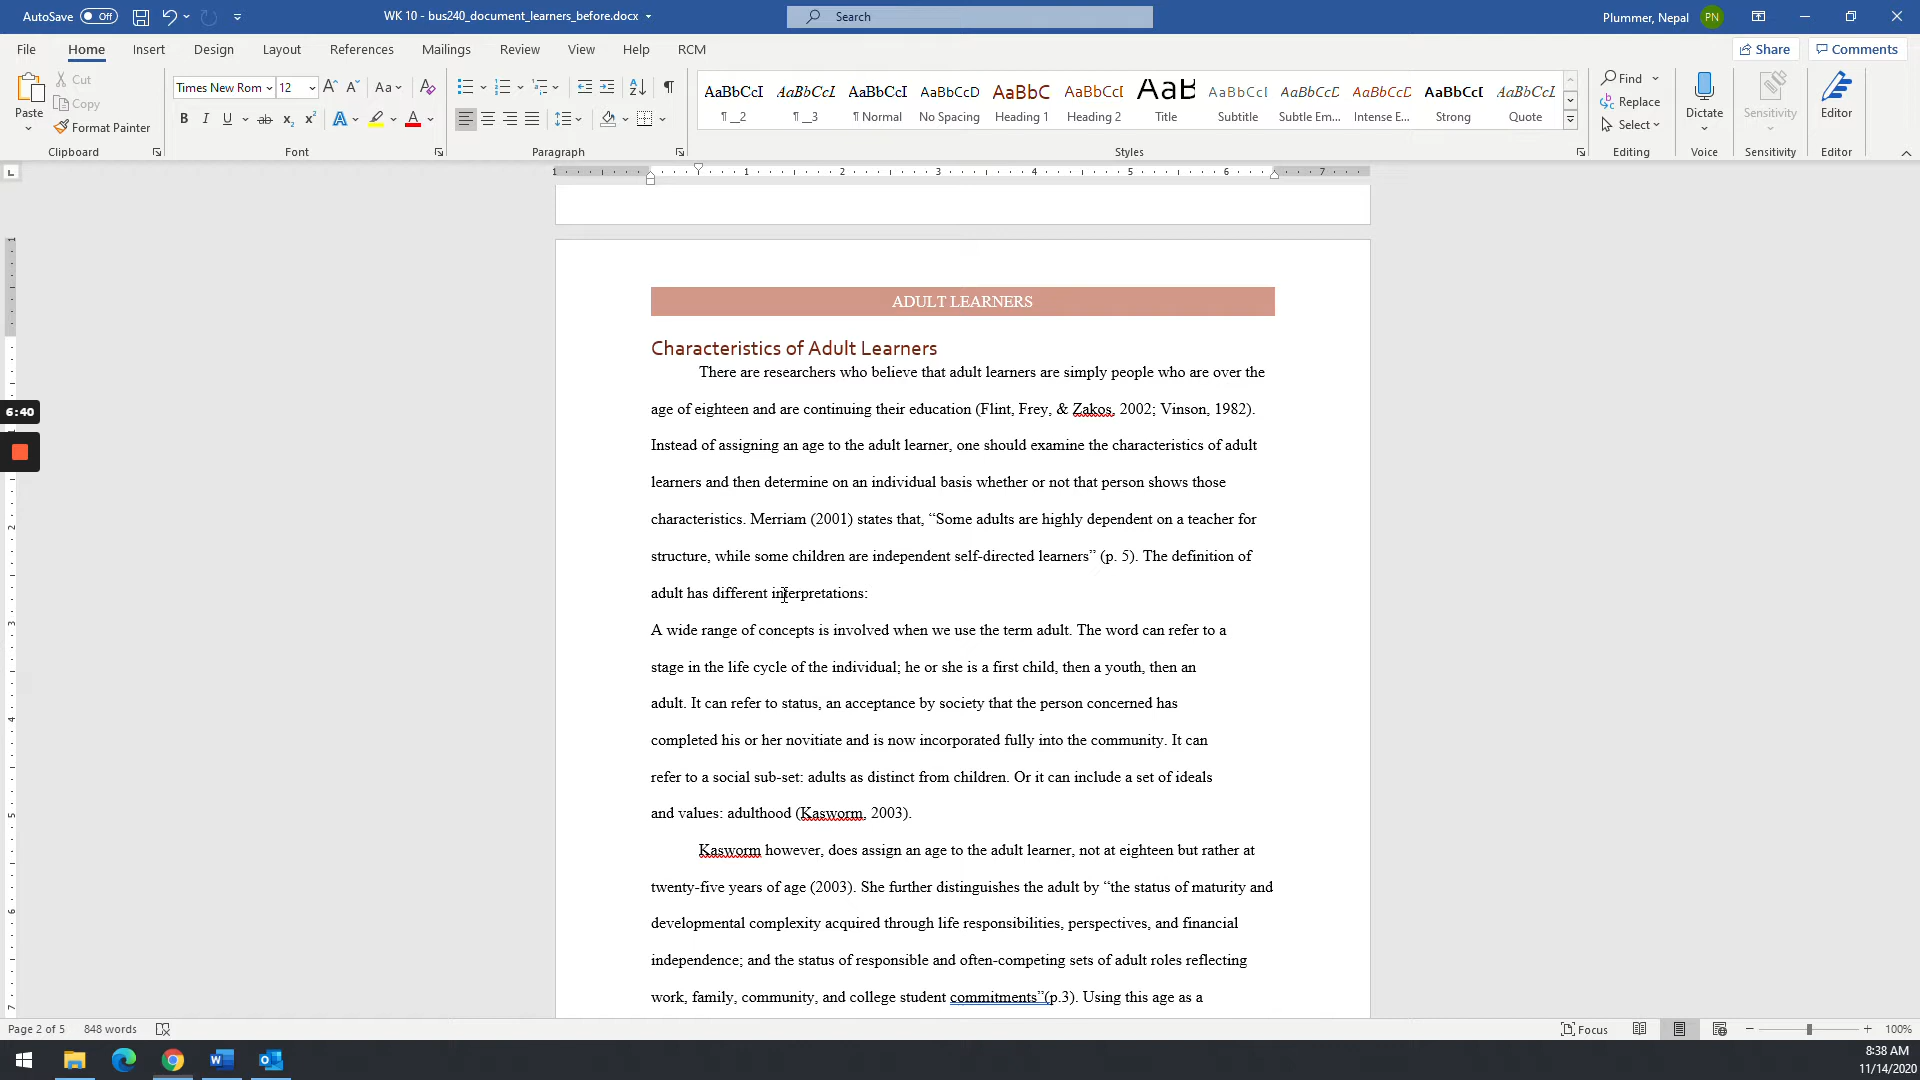 AutoSave Off WK 10 - bus240_document_learners_before.docx Search Plummer, Nepal PN
File Home Insert Design Layout References Mailings Review View Help RCM Share Comments
Paste Cut Copy Format Painter
Times New Rom 12 Aa
AaBbCcI AaBbCcL AaBbCcI AaBbCcD AaBbC AaBbCcI AaB AaBbCcI AaBbCcD AaBbCcD AaBbCcI AaBbCcL
¶ __2 ¶ __3 ¶ Normal No Spacing Heading 1 Heading 2 Title Subtitle Subtle Em... Intense E... Strong Quote
Find Replace Select Dictate Sensitivity Editor
Clipboard Font Paragraph Styles Editing Voice Sensitivity Editor
1 1 2 3 4 5 6 7
ADULT LEARNERS
Characteristics of Adult Learners
There are researchers who believe that adult learners are simply people who are over the
age of eighteen and are continuing their education (Flint, Frey, & Zakos, 2002; Vinson, 1982).
Instead of assigning an age to the adult learner, one should examine the characteristics of adult
learners and then determine on an individual basis whether or not that person shows those
characteristics. Merriam (2001) states that, “Some adults are highly dependent on a teacher for
structure, while some children are independent self-directed learners” (p. 5). The definition of
adult has different interpretations:
A wide range of concepts is involved when we use the term adult. The word can refer to a
stage in the life cycle of the individual; he or she is a first child, then a youth, then an
adult. It can refer to status, an acceptance by society that the person concerned has
completed his or her novitiate and is now incorporated fully into the community. It can
refer to a social sub-set: adults as distinct from children. Or it can include a set of ideals
and values: adulthood (Kasworm, 2003).
Kasworm however, does assign an age to the adult learner, not at eighteen but rather at
twenty-five years of age (2003). She further distinguishes the adult by “the status of maturity and
developmental complexity acquired through life responsibilities, perspectives, and financial
independence; and the status of responsible and often-competing sets of adult roles reflecting
work, family, community, and college student commitments”(p.3). Using this age as a
6:40
Page 2 of 5 848 words Focus 100%
8:38 AM
11/14/2020